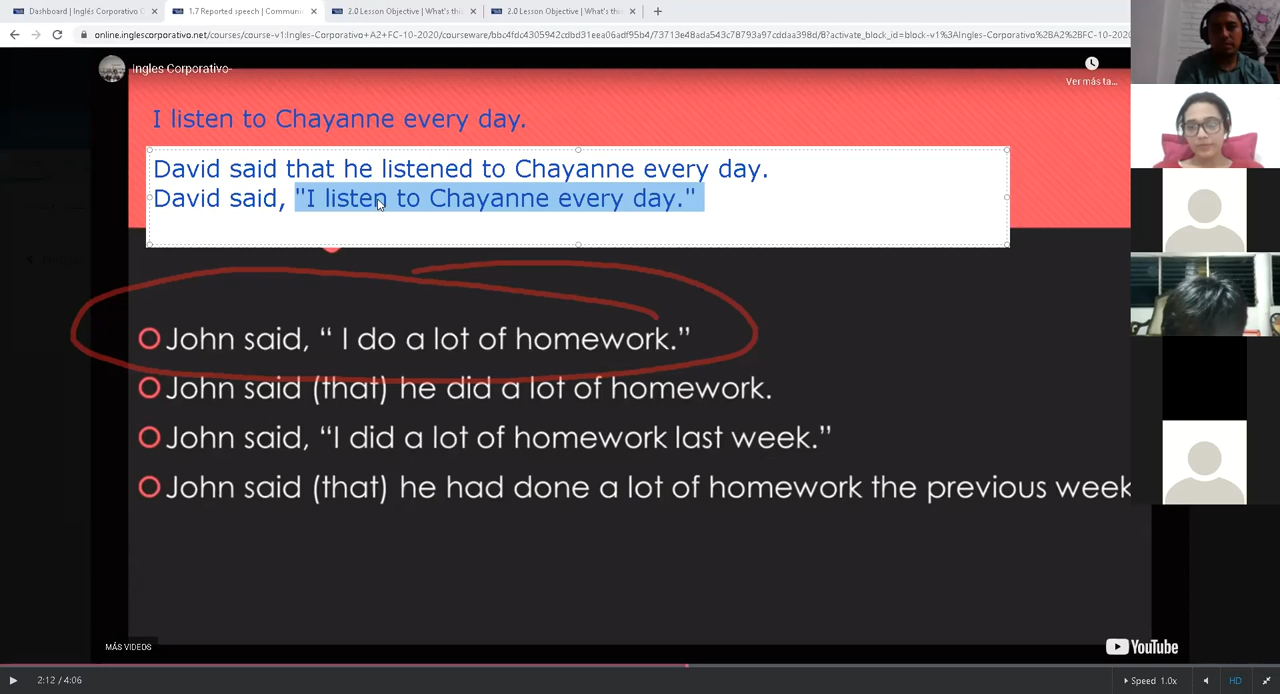 Dashboard | Inglés Corporativo C
1.7 Reported speech | Communi
2.0 Lesson Objective | What's thi
2.0 Lesson Objective | What's thi
online.inglescorporativo.net/courses/course-v1:Ingles-Corporativo+A2+FC-10-2020/courseware/bbc4fdc4305942cdbd31eea06adf95b4/73713e48ada543c78793a97cddaa398d/8?activate_block_id=block-v1%3AIngles-Corporativo%2BA2%2BFC-10-2020%
Ingles Corporativo-
Ver más ta...
I listen to Chayanne every day.
David said that he listened to Chayanne every day.
David said, "I listen to Chayanne every day."
John said, “ I do a lot of homework.”
John said (that) he did a lot of homework.
John said, “I did a lot of homework last week.”
John said (that) he had done a lot of homework the previous week
MÁS VIDEOS
YouTube
2:12 / 4:06
Speed 1.0x
HD